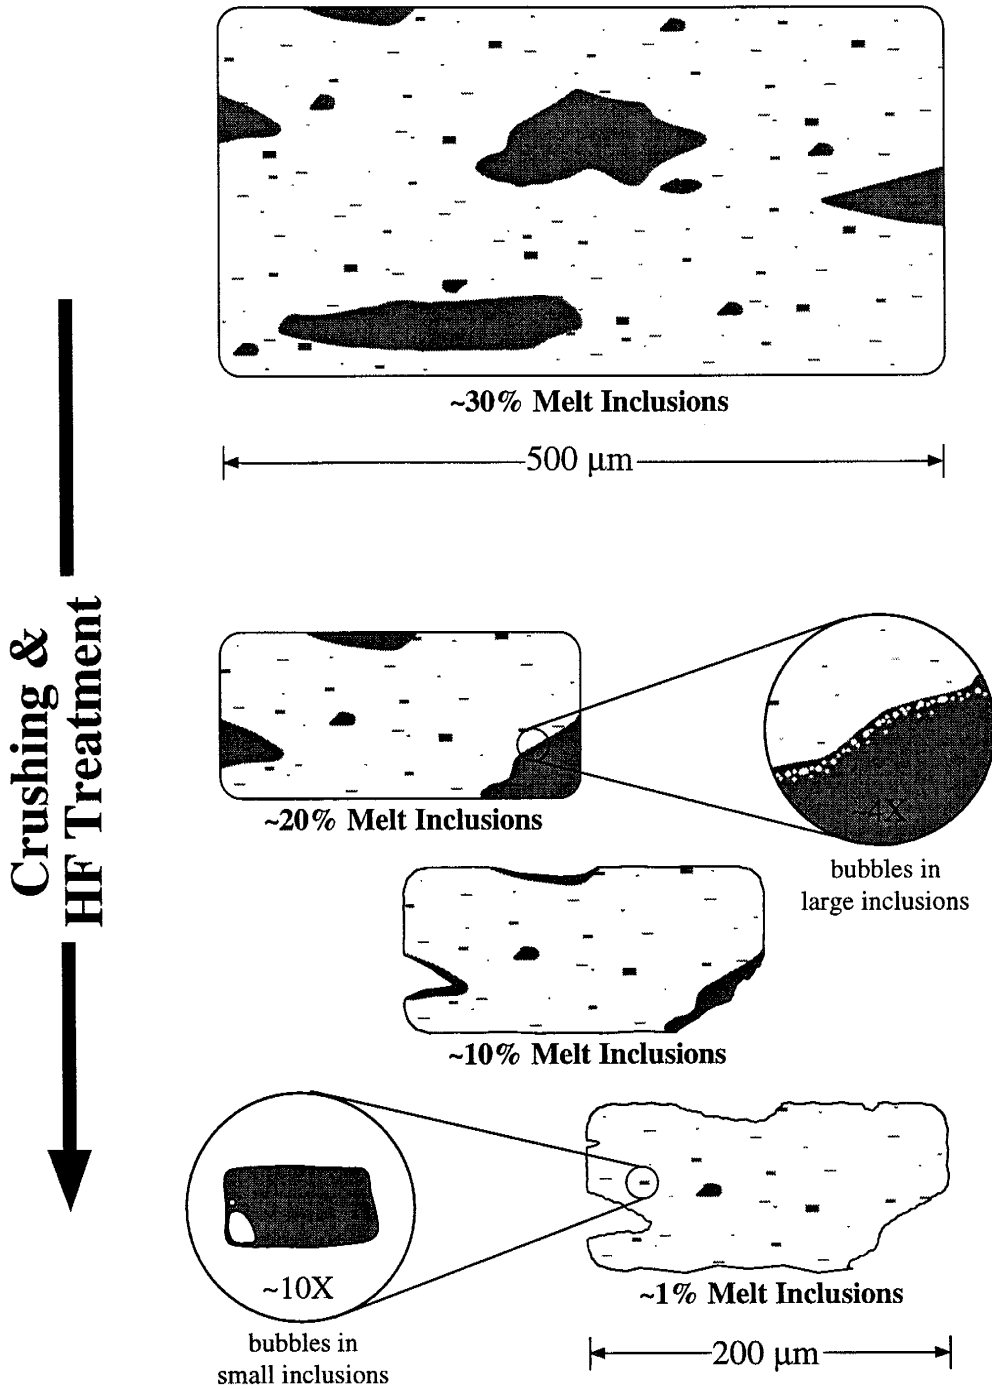 ~30% Melt Inclusions
500 µm
Crushing &
HF Treatment
~20% Melt Inclusions
~4X
bubbles in
large inclusions
~10% Melt Inclusions
~10X
bubbles in
small inclusions
~1% Melt Inclusions
200 µm